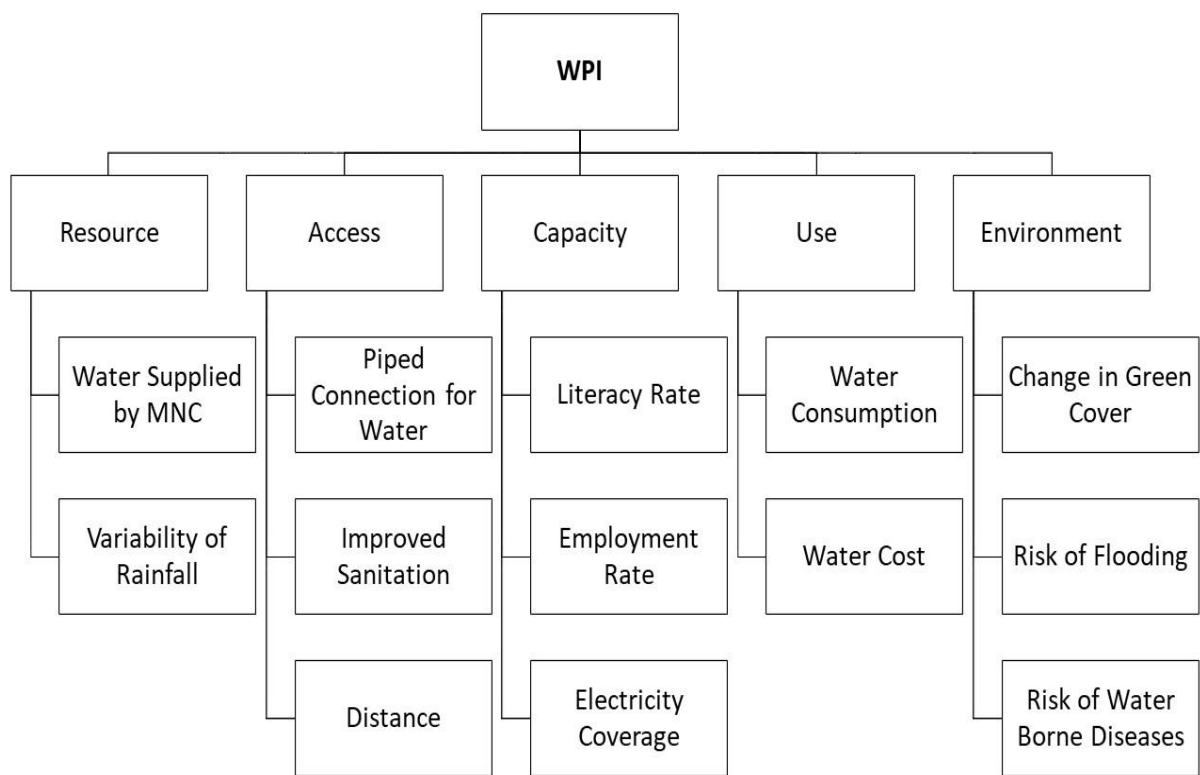 WPI
Resource
Access
Capacity
Use
Environment
Water Supplied
by MNC
Piped
Connection for
Water
Literacy Rate
Water
Consumption
Change in Green
Cover
Variability of
Rainfall
Improved
Sanitation
Employment
Rate
Water Cost
Risk of Flooding
Distance
Electricity
Coverage
Risk of Water
Borne Diseases